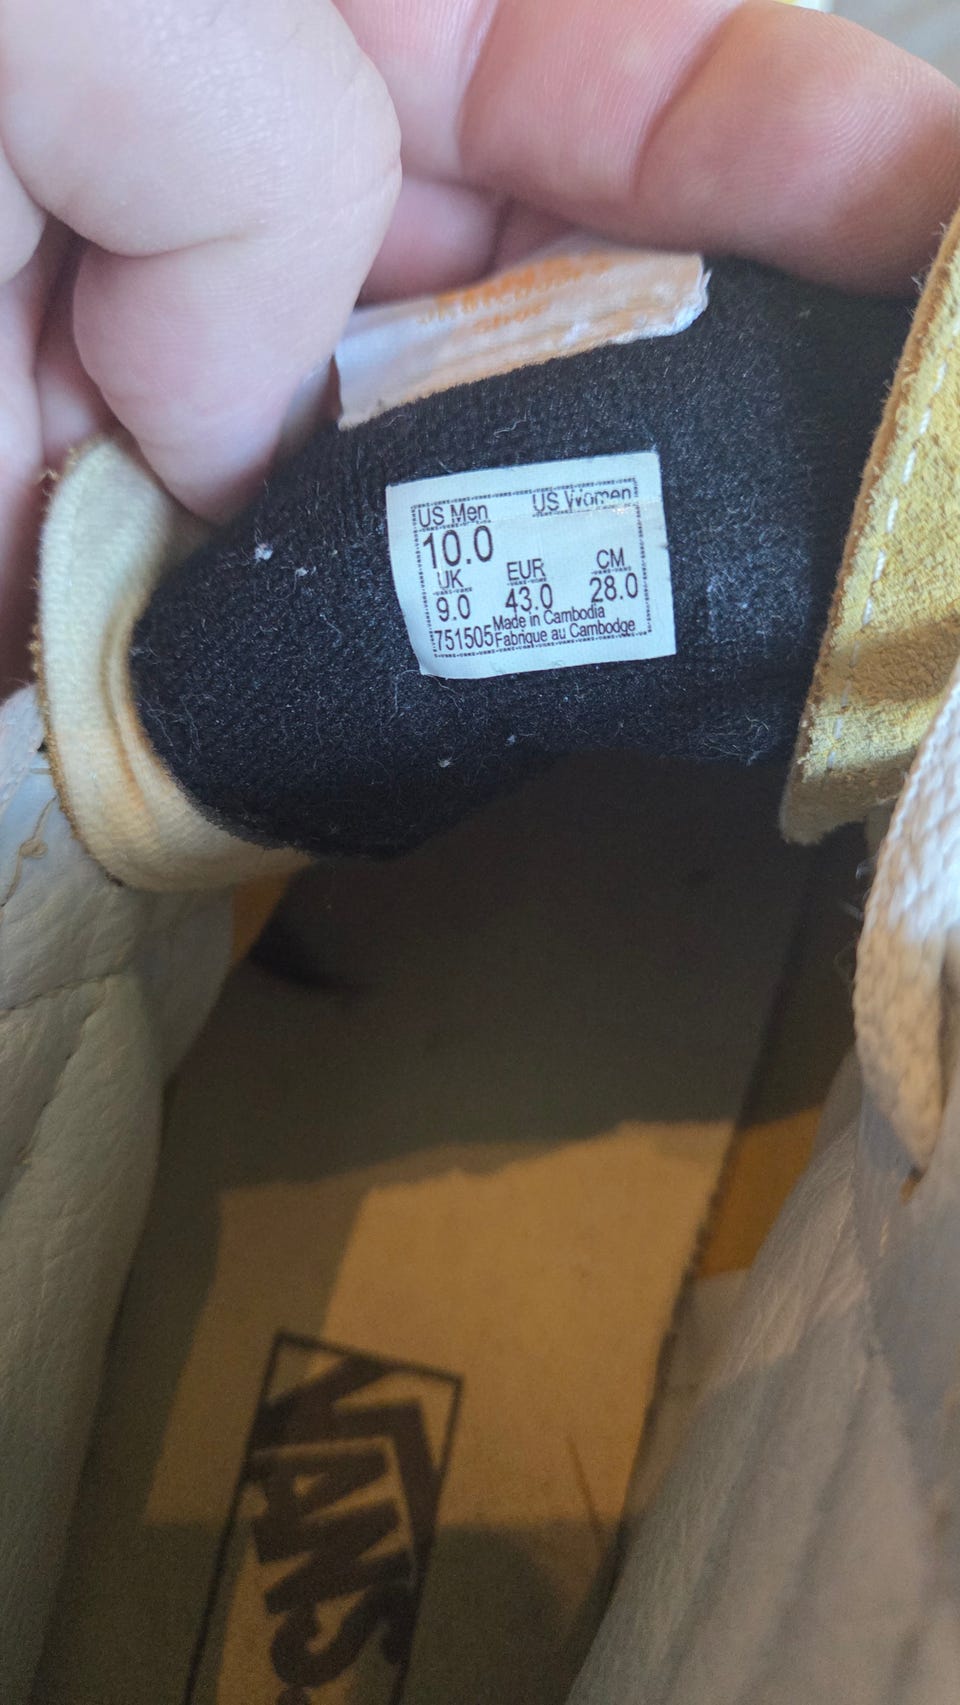 US Men US Women
10.0
UK EUR CM
9.0 43.0 28.0
751505 Made in Cambodia
Fabrique au Cambodge
VANS